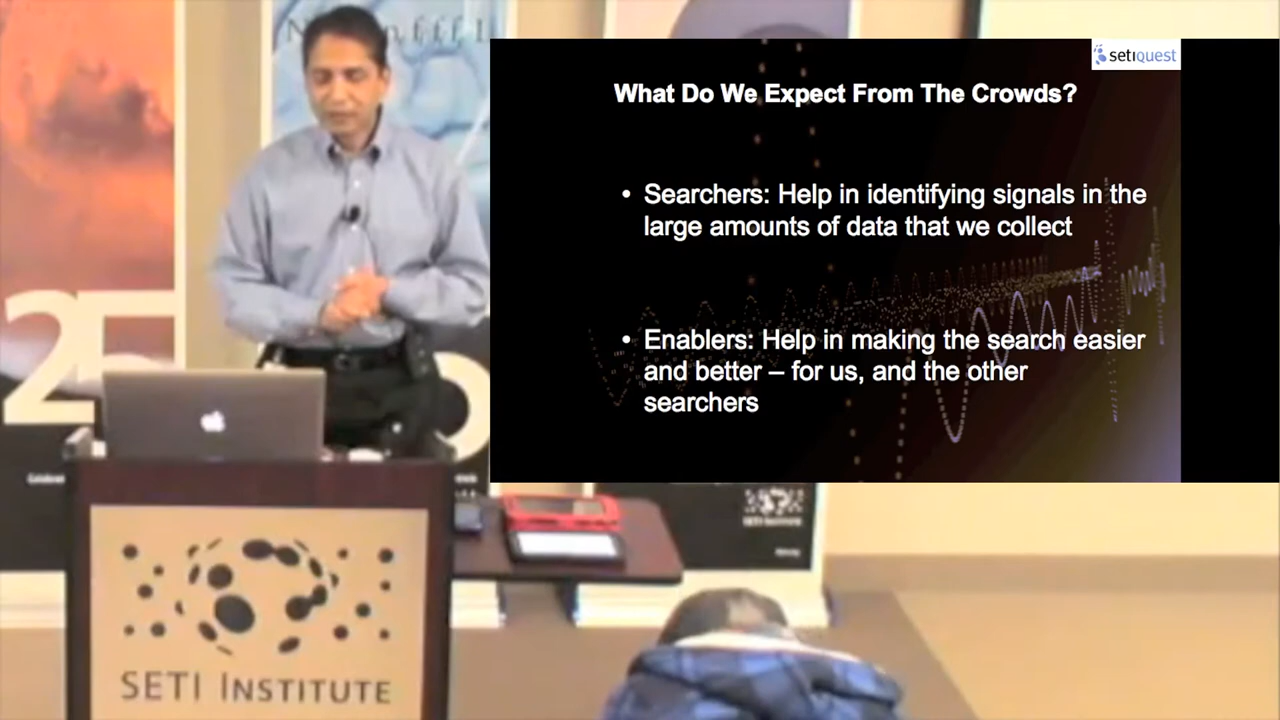 setiquest
What Do We Expect From The Crowds?
• Searchers: Help in identifying signals in the
large amounts of data that we collect
• Enablers: Help in making the search easier
and better – for us, and the other
searchers
25
SETI Institute
SETI INSTITUTE